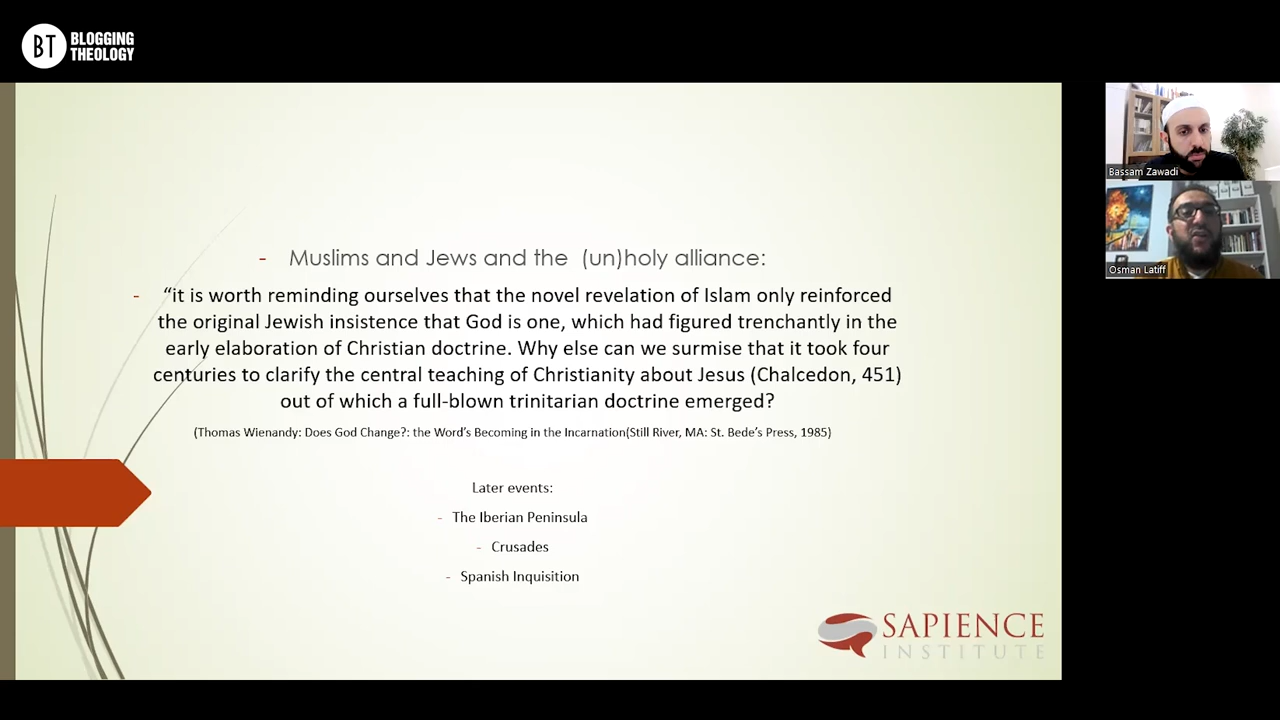 BT BLOGGING
THEOLOGY
- Muslims and Jews and the (un)holy alliance:
- “it is worth reminding ourselves that the novel revelation of Islam only reinforced
the original Jewish insistence that God is one, which had figured trenchantly in the
early elaboration of Christian doctrine. Why else can we surmise that it took four
centuries to clarify the central teaching of Christianity about Jesus (Chalcedon, 451)
out of which a full-blown trinitarian doctrine emerged?
(Thomas Wienandy: Does God Change?: the Word's Becoming in the Incarnation(Still River, MA: St. Bede's Press, 1985)
Later events:
- The Iberian Peninsula
- Crusades
- Spanish Inquisition
SAPIENCE
INSTITUTE
Bassam Zawadi
Osman Latiff